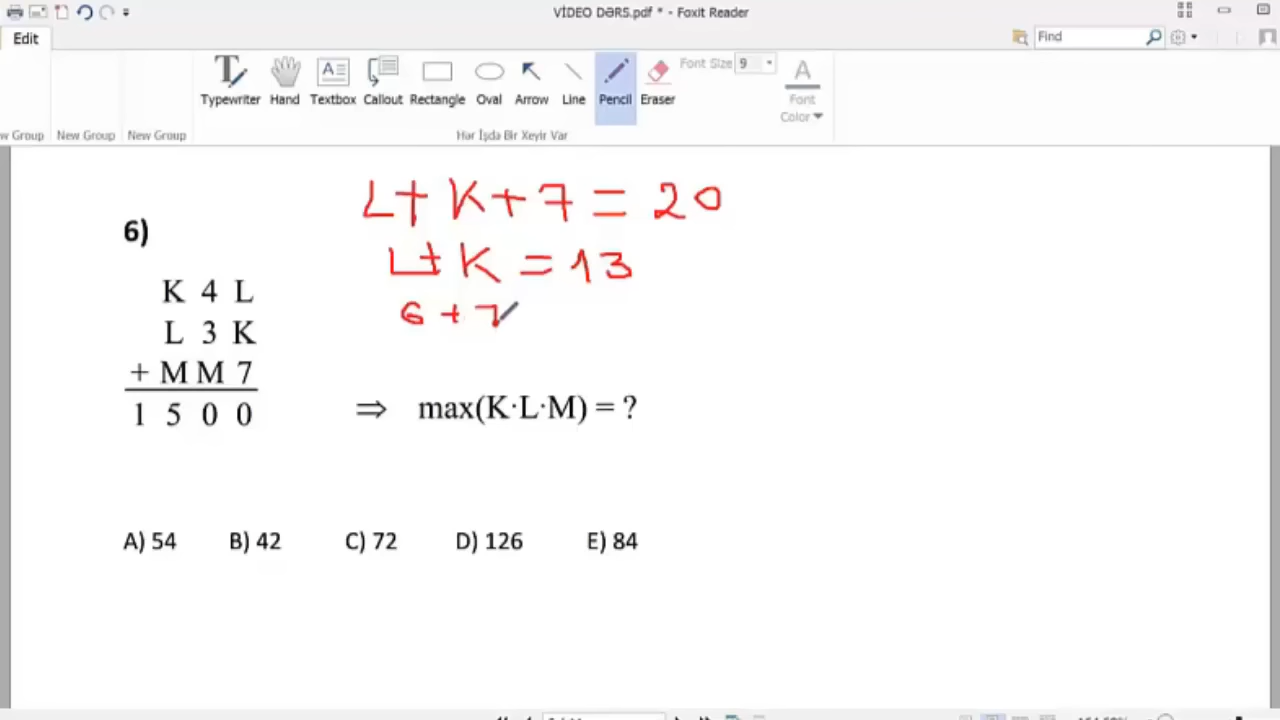 VİDEO DƏRS.pdf * - Foxit Reader
Edit
Find
Typewriter Hand Textbox Callout Rectangle Oval Arrow Line Pencil Eraser Font Size 9 Font Color
w Group New Group New Group Hər İşdə Bir Xeyir Var
L + K + 7 = 20
L + K = 13
6 + 7
6)
K 4 L
L 3 K
+ M M 7
1 5 0 0
⇒ max(K·L·M) = ?
A) 54 B) 42 C) 72 D) 126 E) 84